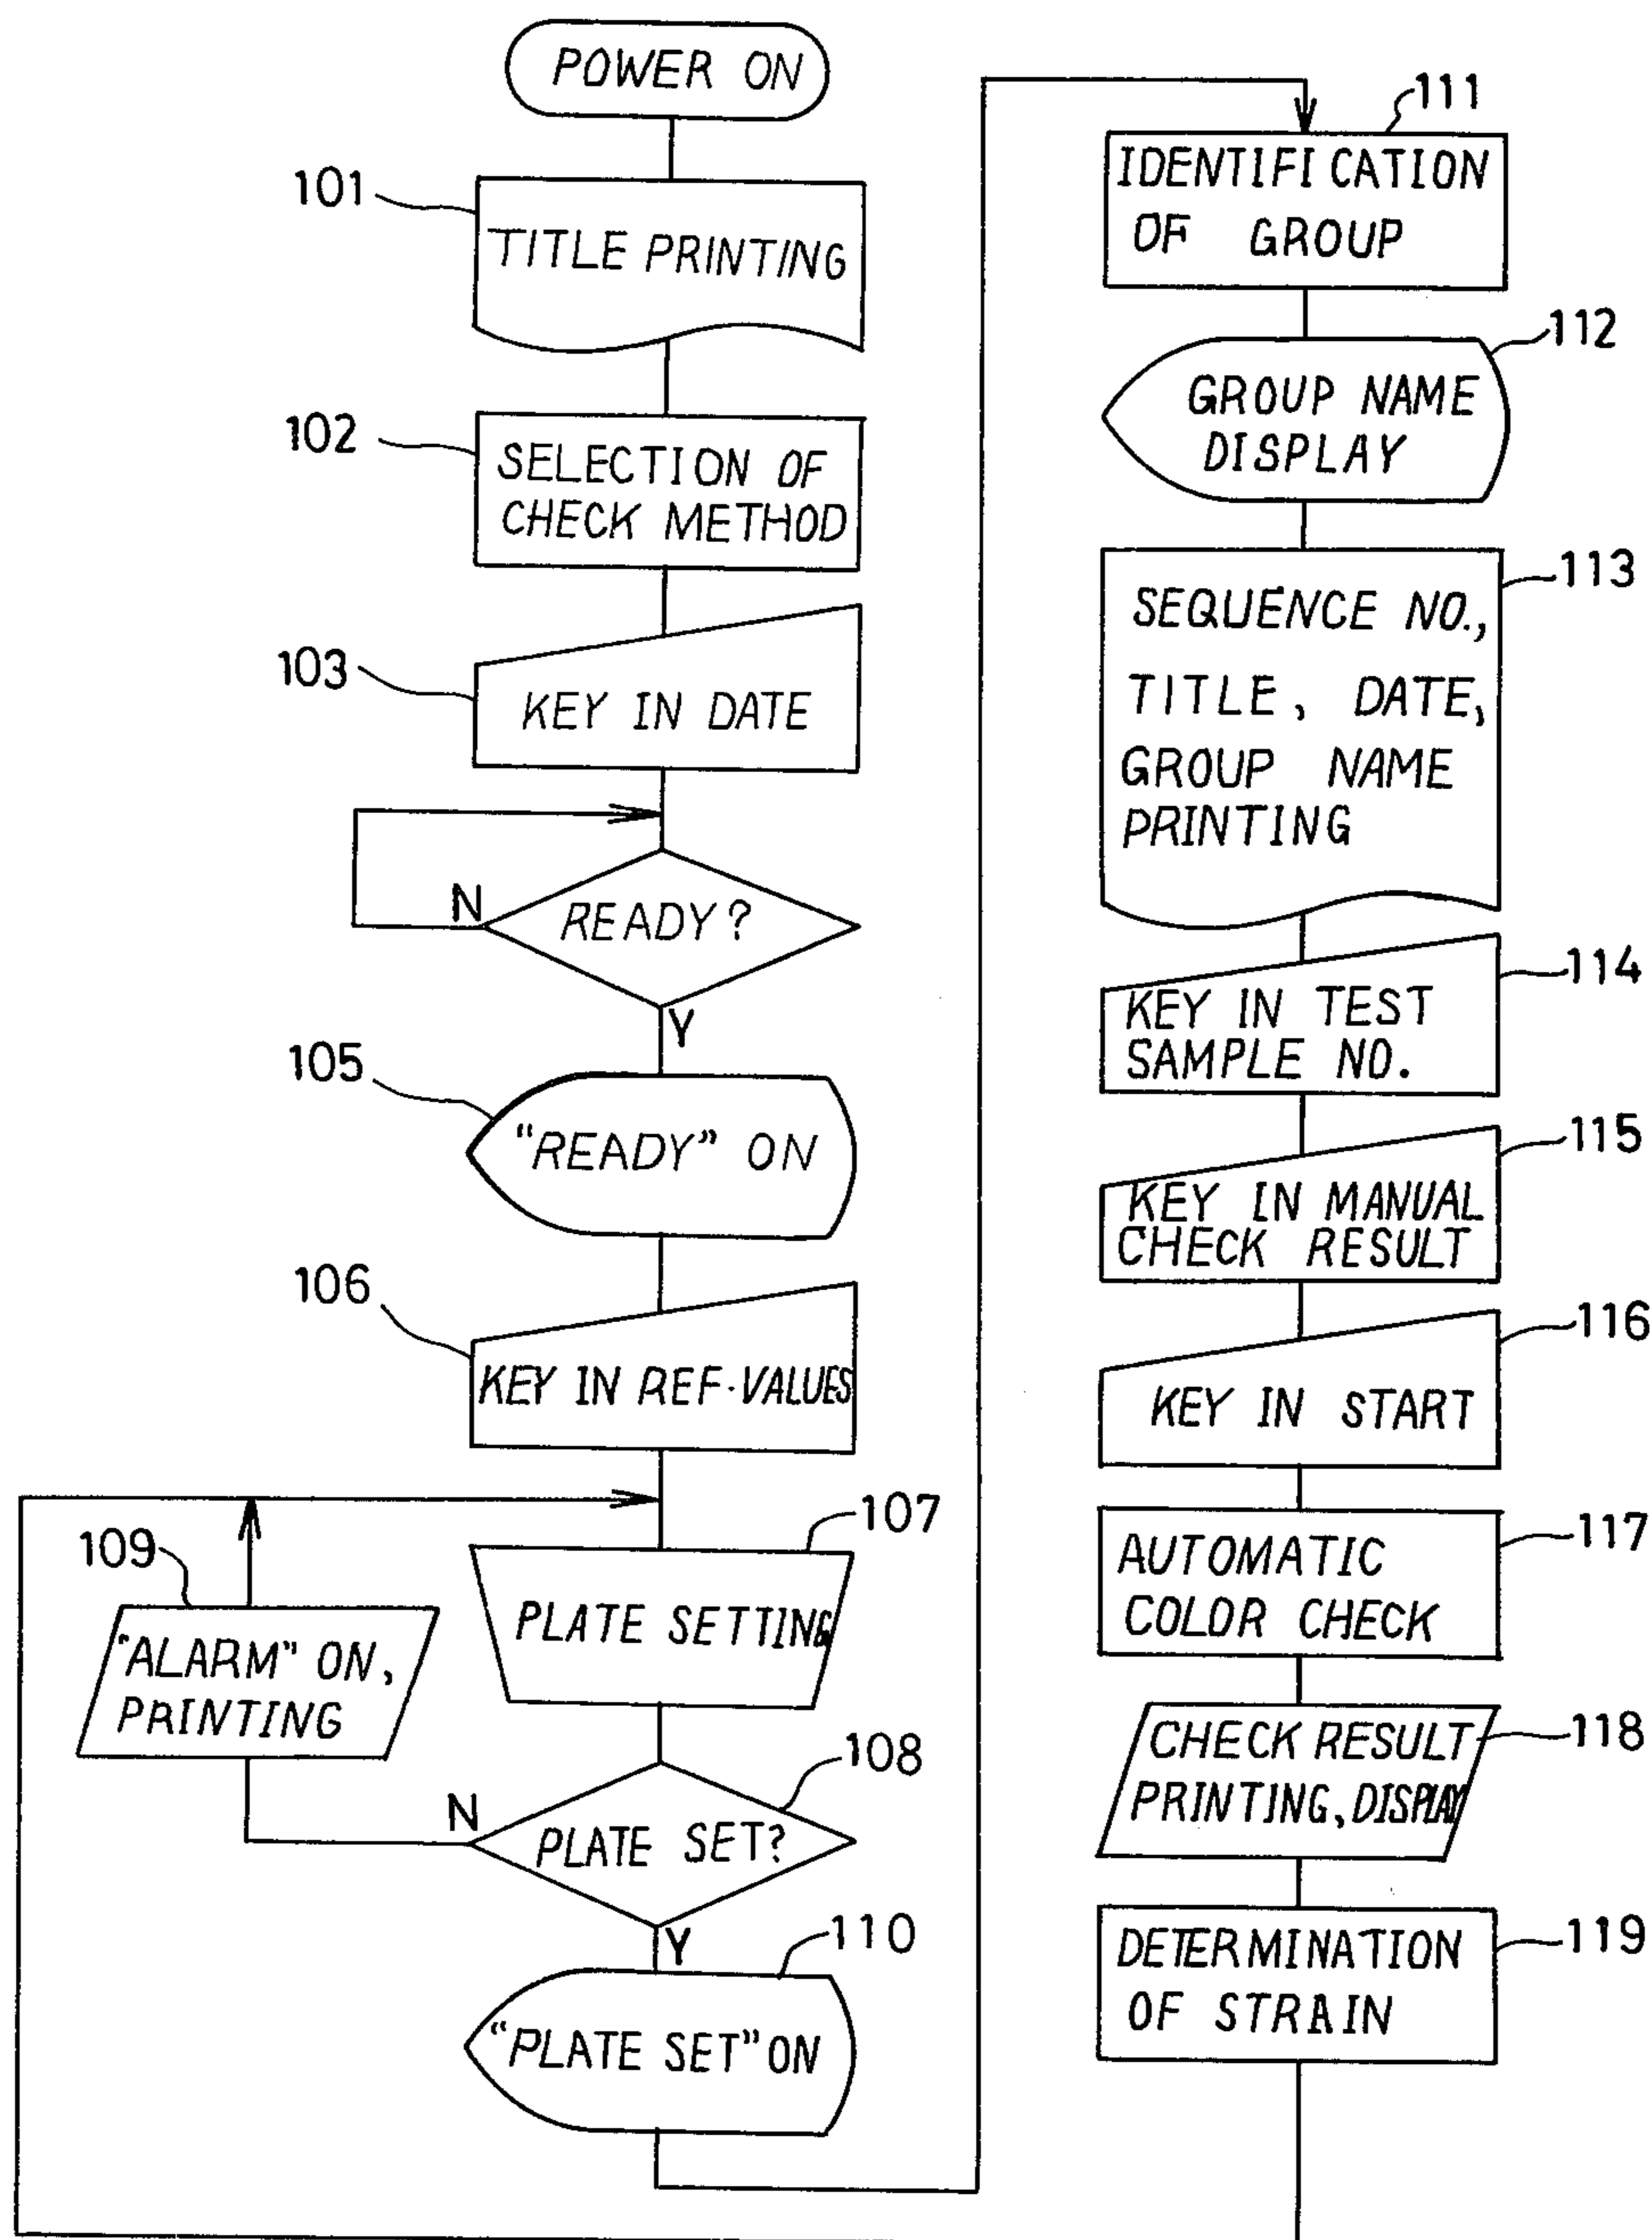 POWER ON
101
TITLE PRINTING
102
SELECTION OF
CHECK METHOD
103
KEY IN DATE
N
READY?
Y
105
"READY" ON
106
KEY IN REF-VALUES
107
PLATE SETTING
109
"ALARM" ON,
PRINTING
108
N
PLATE SET?
Y
110
"PLATE SET" ON
111
IDENTIFICATION
OF GROUP
112
GROUP NAME
DISPLAY
113
SEQUENCE NO.,
TITLE, DATE,
GROUP NAME
PRINTING
114
KEY IN TEST
SAMPLE NO.
115
KEY IN MANUAL
CHECK RESULT
116
KEY IN START
117
AUTOMATIC
COLOR CHECK
118
CHECK RESULT
PRINTING, DISPLAY
119
DETERMINATION
OF STRAIN